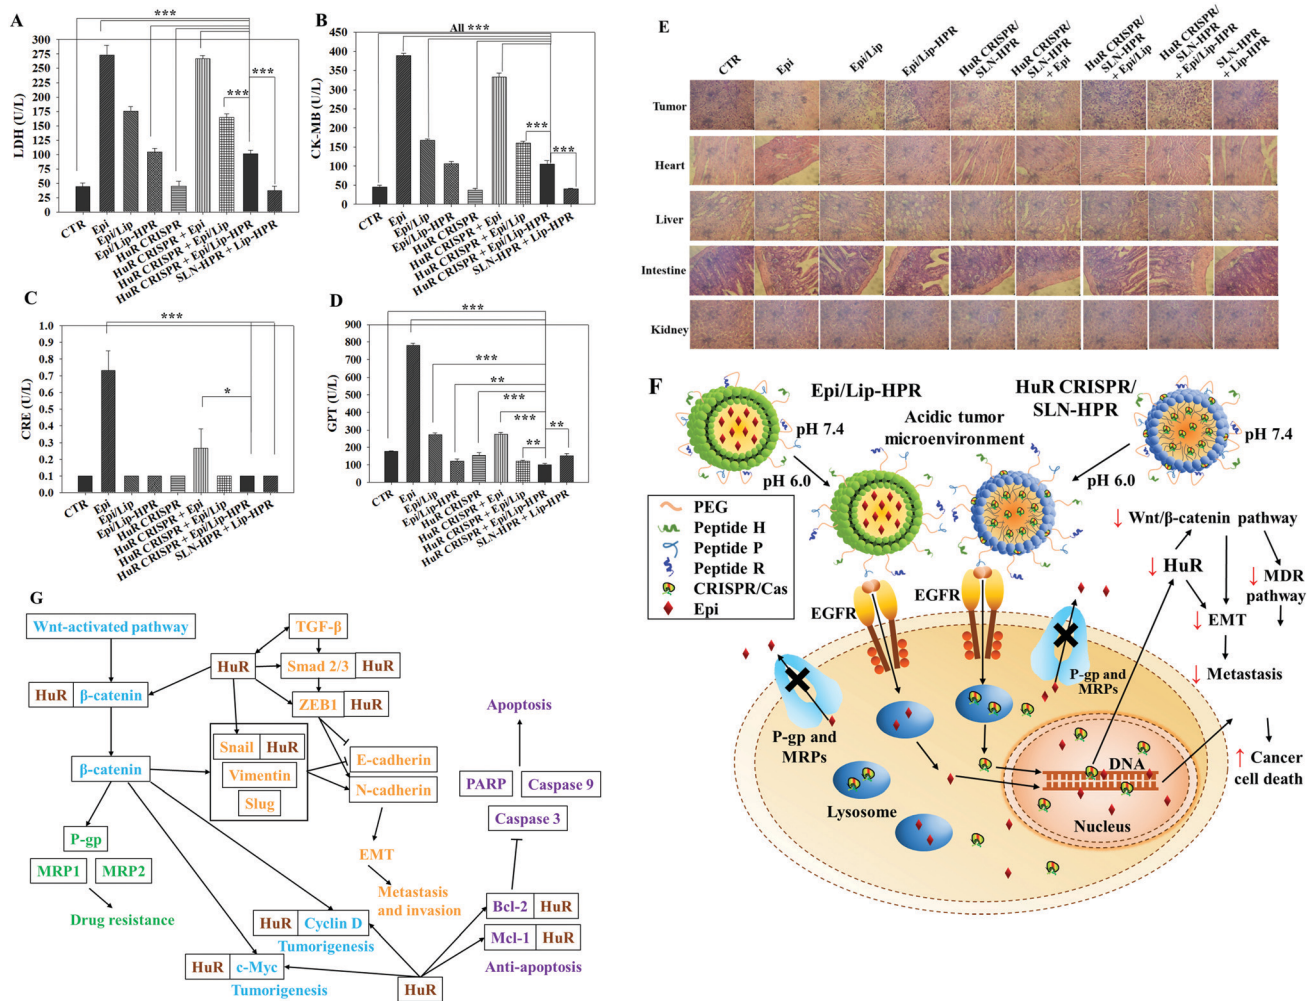 A
***
***
***
LDH (U/L)
300
275
250
225
200
175
150
125
100
75
50
25
0
CTR
Epi
Epi/Lip
Epi/Lip-HPR
HuR CRISPR
HuR CRISPR + Epi
HuR CRISPR + Epi/Lip
HuR CRISPR + Epi/Lip-HPR
SLN-HPR + Lip-HPR
B
All ***
***
***
CK-MB (U/L)
450
400
350
300
250
200
150
100
50
0
CTR
Epi
Epi/Lip
Epi/Lip-HPR
HuR CRISPR
HuR CRISPR + Epi
HuR CRISPR + Epi/Lip
HuR CRISPR + Epi/Lip-HPR
SLN-HPR + Lip-HPR
C
***
*
CRE (U/L)
1.0
0.9
0.8
0.7
0.6
0.5
0.4
0.3
0.2
0.1
CTR
Epi
Epi/Lip
Epi/Lip-HPR
HuR CRISPR
HuR CRISPR + Epi
HuR CRISPR + Epi/Lip
HuR CRISPR + Epi/Lip-HPR
SLN-HPR + Lip-HPR
D
***
***
**
***
***
**
**
GPT (U/L)
900
800
700
600
500
400
300
200
100
0
CTR
Epi
Epi/Lip
Epi/Lip-HPR
HuR CRISPR
HuR CRISPR + Epi
HuR CRISPR + Epi/Lip
HuR CRISPR + Epi/Lip-HPR
SLN-HPR + Lip-HPR
E
CTR
Epi
Epi/Lip
Epi/Lip-HPR
HuR CRISPR/
SLN-HPR
HuR CRISPR/
SLN-HPR
+ Epi
HuR CRISPR/
SLN-HPR
+ Epi/Lip
HuR CRISPR/
SLN-HPR
+ Epi/Lip-HPR
SLN-HPR
+ Lip-HPR
Tumor
Heart
Liver
Intestine
Kidney
F
Epi/Lip-HPR
HuR CRISPR/
SLN-HPR
Acidic tumor
microenvironment
pH 7.4
pH 6.0
pH 7.4
pH 6.0
PEG
Peptide H
Peptide P
Peptide R
CRISPR/Cas
Epi
EGFR
EGFR
P-gp and
MRPs
P-gp and
MRPs
Lysosome
DNA
Nucleus
↓ Wnt/β-catenin pathway
↓ HuR
↓ MDR
pathway
↓ EMT
↓ Metastasis
↑ Cancer
cell death
G
Wnt-activated pathway
HuR β-catenin
β-catenin
P-gp
MRP1 MRP2
Drug resistance
TGF-β
HuR
Smad 2/3 HuR
ZEB1 HuR
Snail HuR
Vimentin
Slug
E-cadherin
N-cadherin
EMT
Metastasis
and invasion
Apoptosis
PARP Caspase 9
Caspase 3
Bcl-2 HuR
Mcl-1 HuR
Anti-apoptosis
HuR Cyclin D
Tumorigenesis
HuR c-Myc
Tumorigenesis
HuR